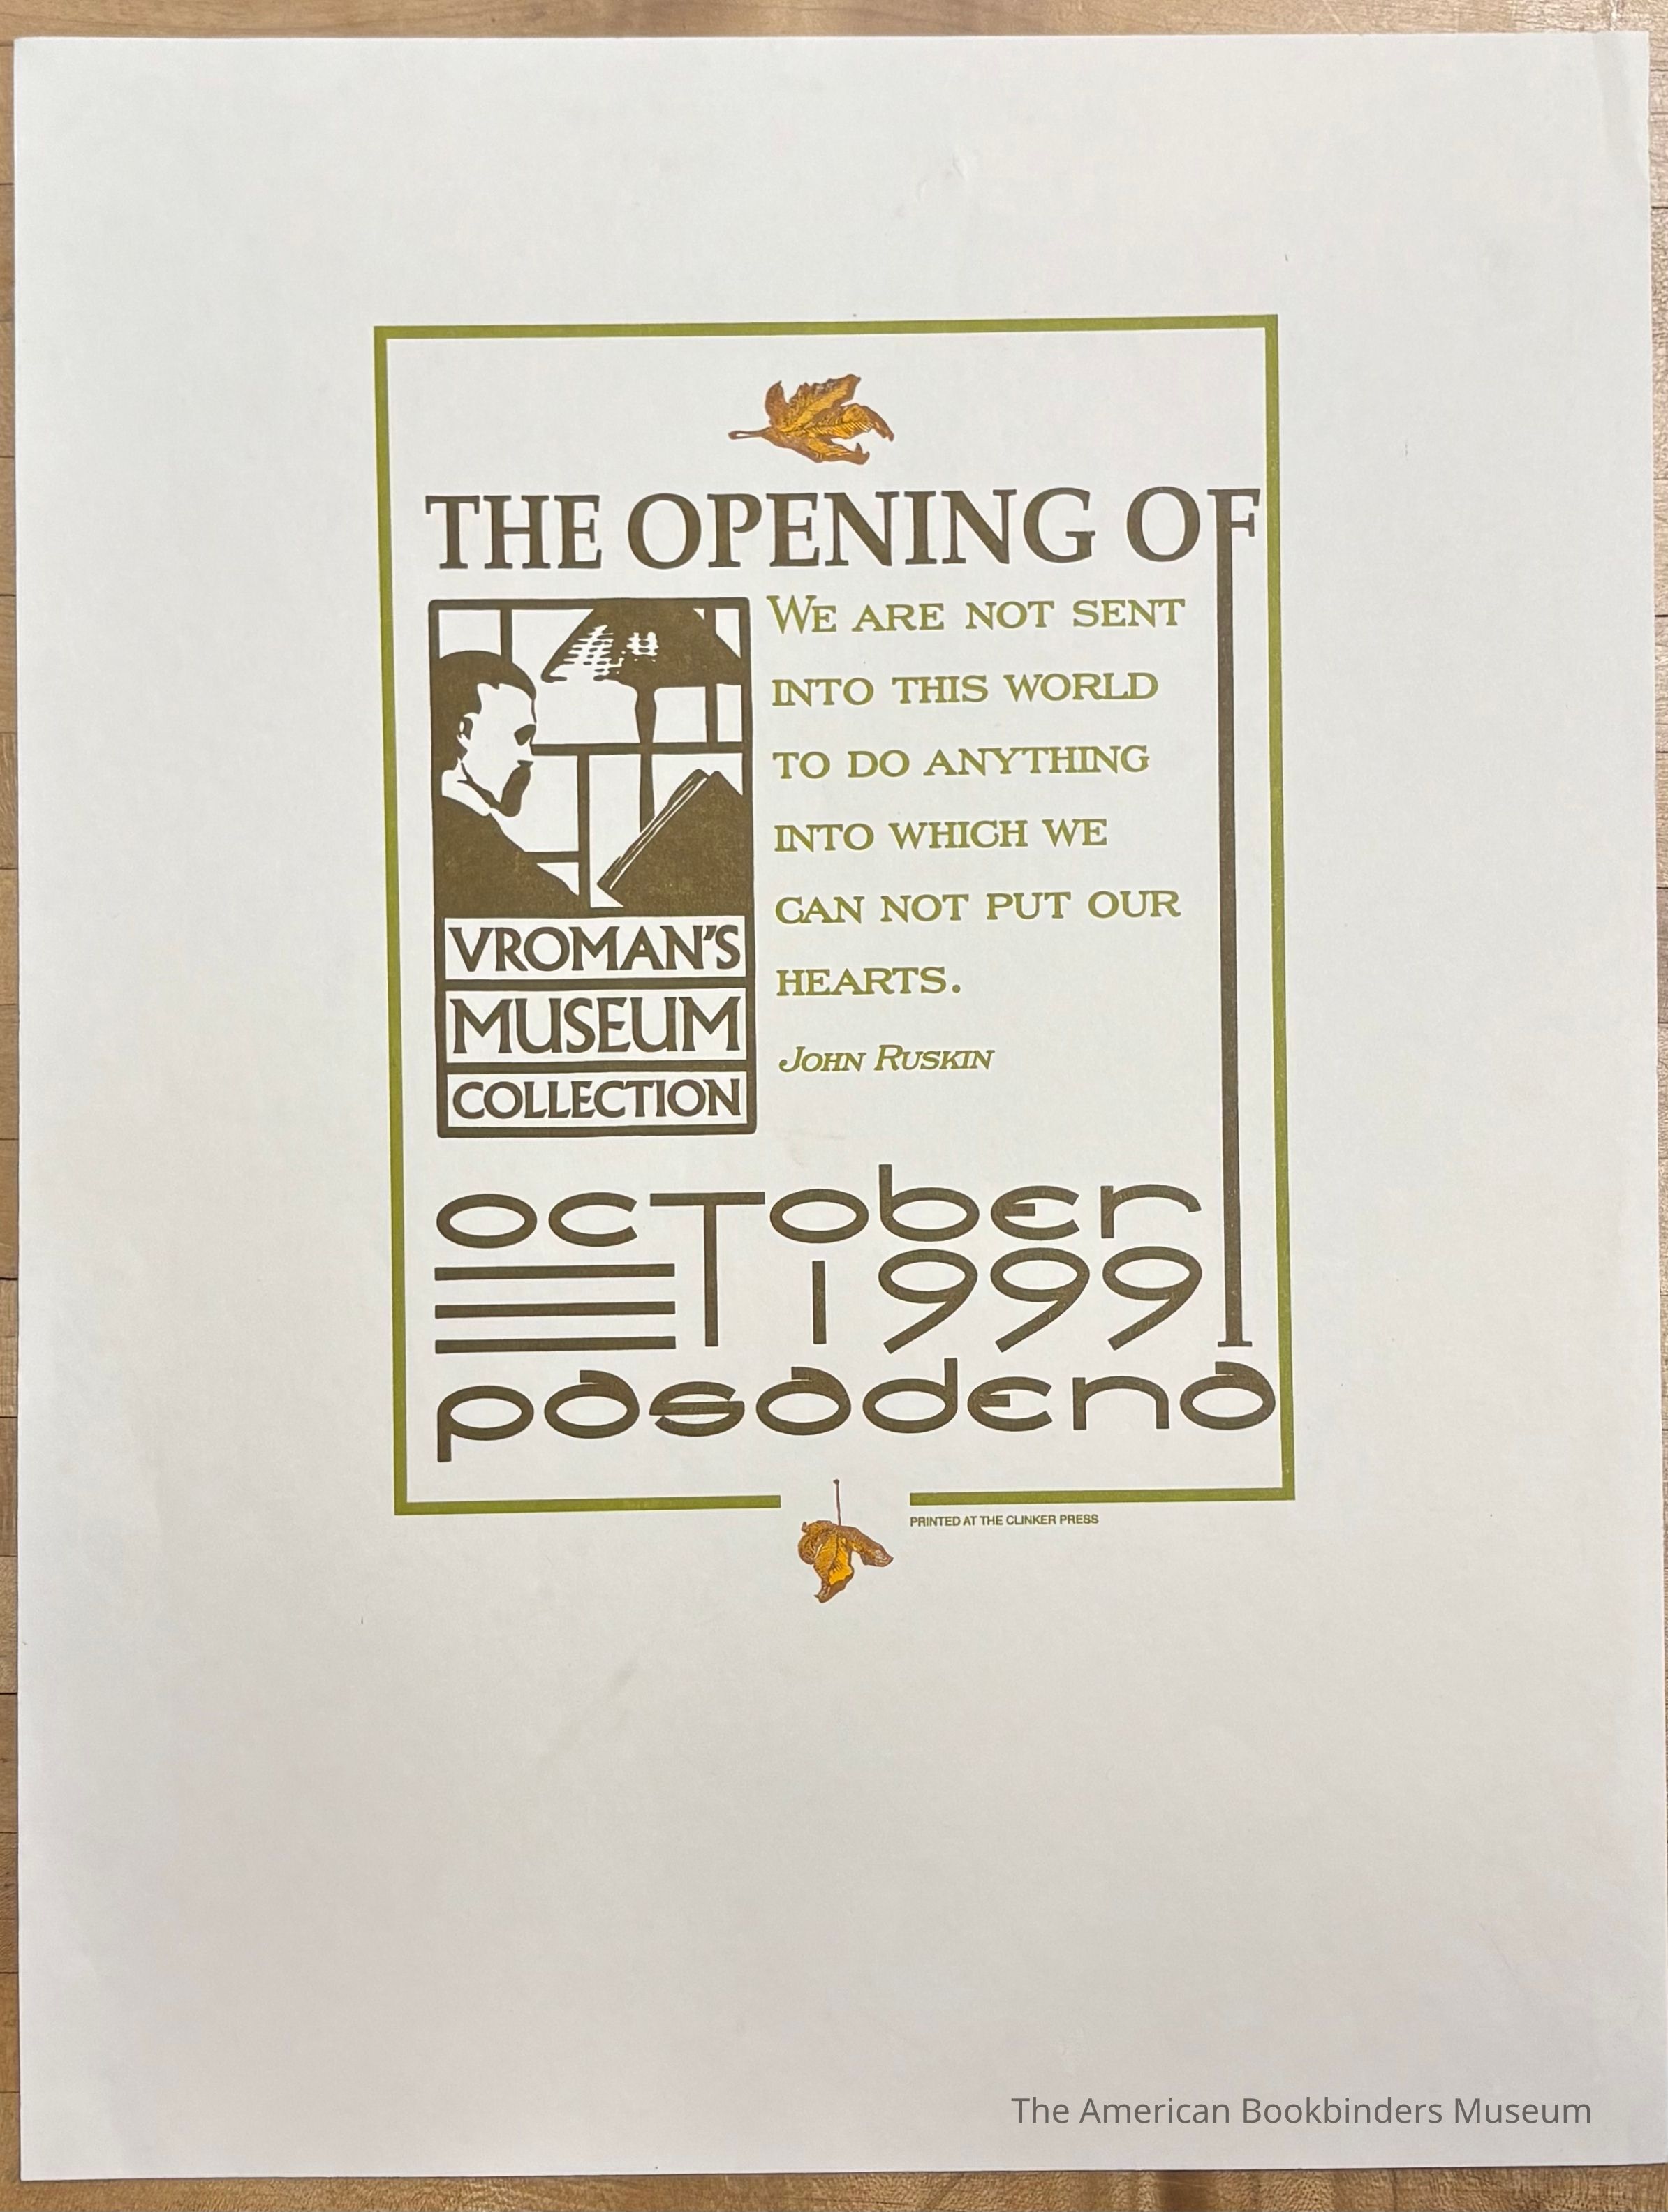 THE OPENING OF
VROMAN'S
MUSEUM
COLLECTION
WE ARE NOT SENT
INTO THIS WORLD
TO DO ANYTHING
INTO WHICH WE
CAN NOT PUT OUR
HEARTS.
JOHN RUSKIN
ocTober
1999
pasadena
PRINTED AT THE CLINKER PRESS
The American Bookbinders Museum